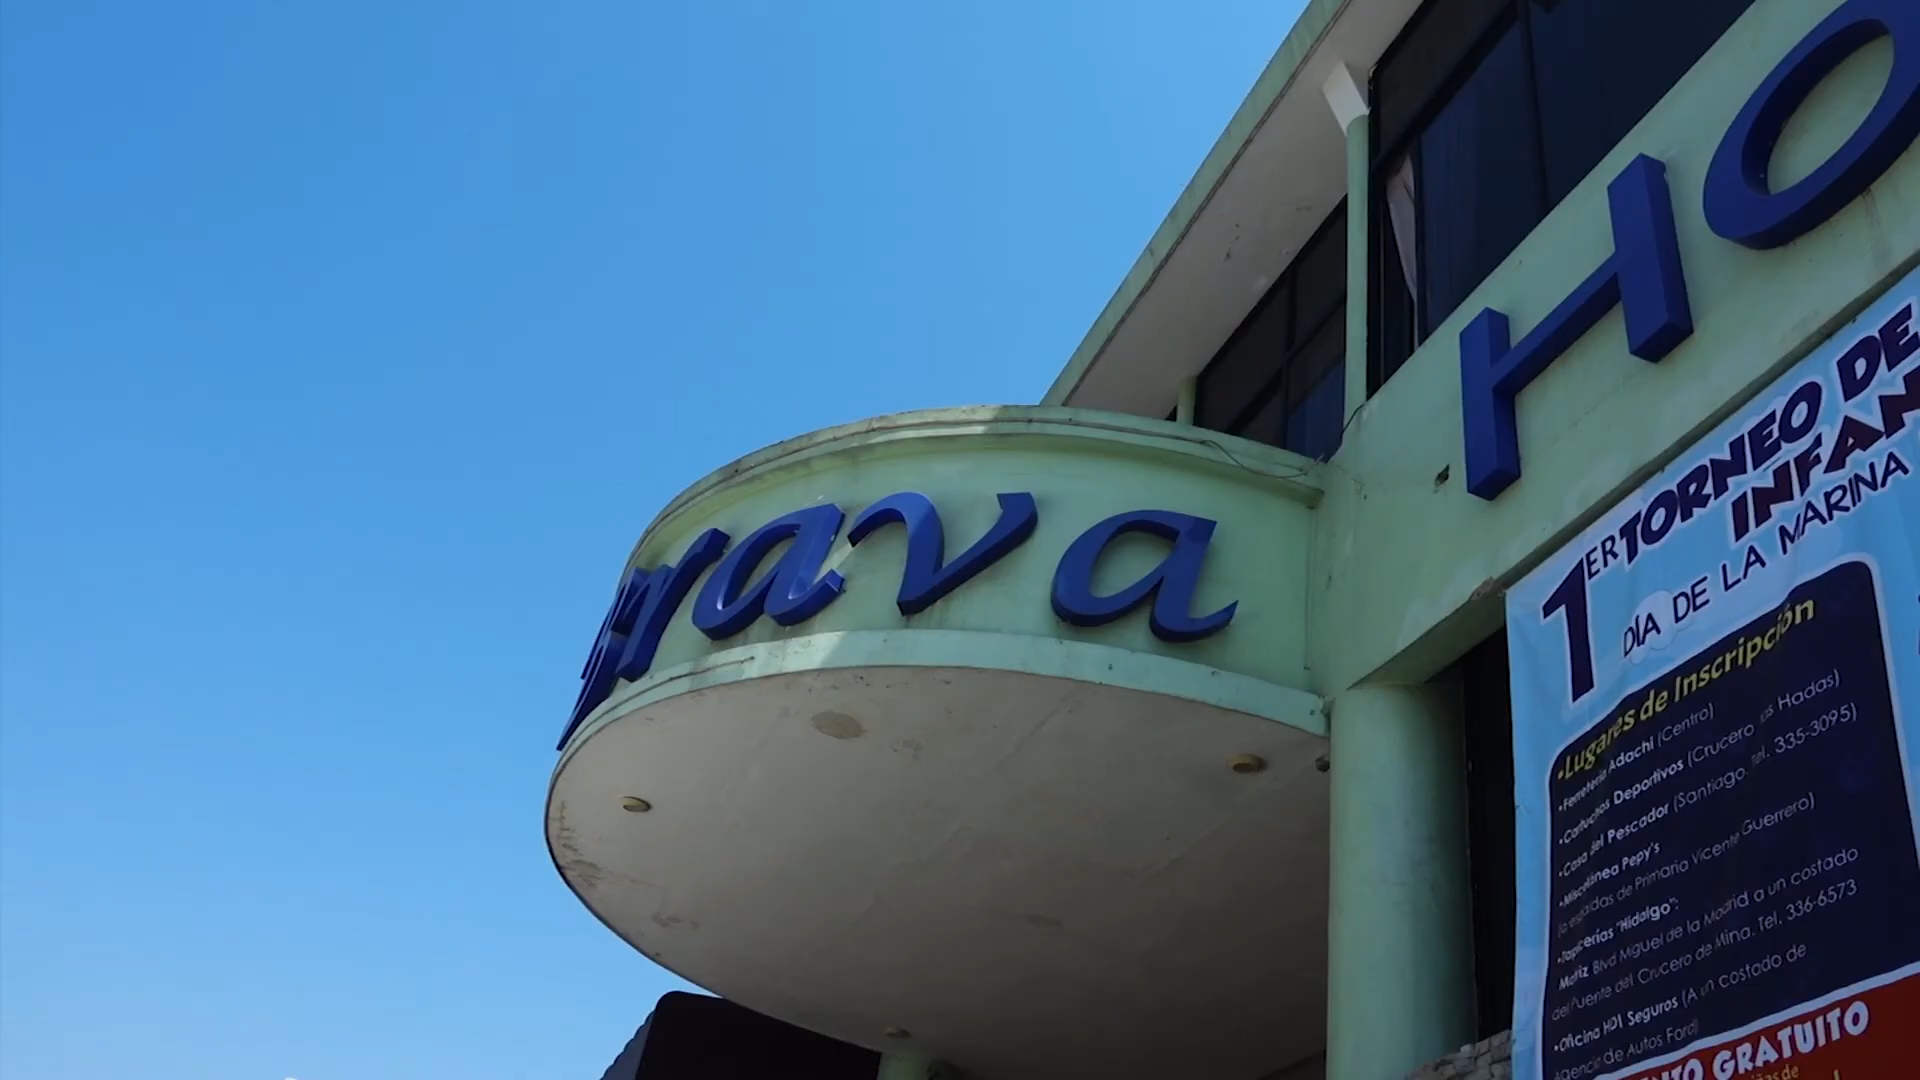 Brava
HO
1ER TORNEO DE
INFAN
DÍA DE LA MARINA
•Lugares de Inscripción
•Ferretería Adachi (Centro)
•Cartuchos Deportivos (Crucero las Hadas)
•Casa del Pescador (Santiago. Tel. 335-3095)
•Miscelánea Pepy's
(a espaldas de Primaria Vicente Guerrero)
•Tapicerías "Hidalgo":
Matriz Blvd Miguel de la Madrid a un costado
del Puente del Crucero de Mina. Tel. 336-6573
•Oficina HDI Seguros (A un costado de
Agencia de Autos Ford)
NTO GRATUITO